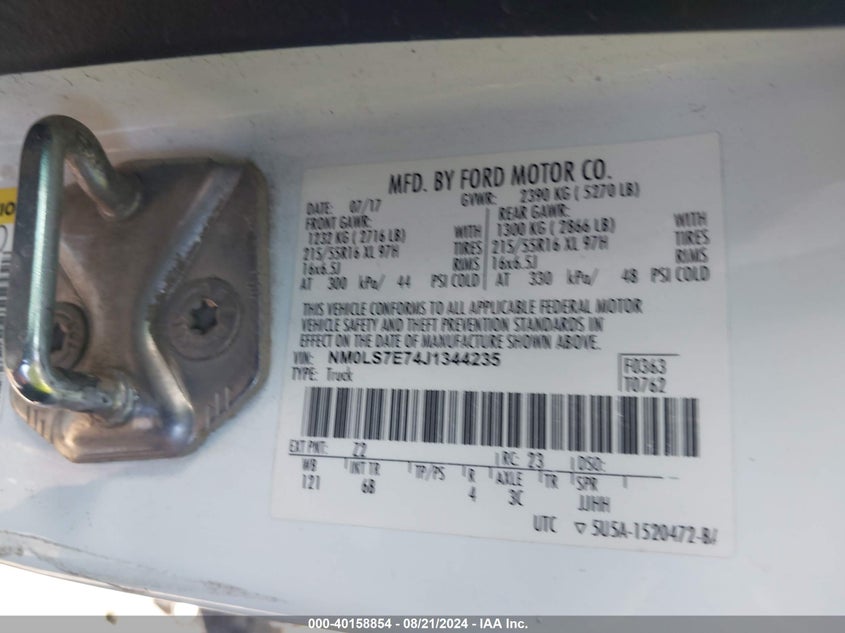 MFD. BY FORD MOTOR CO.
DATE: 07/17 GVWR: 2390 KG ( 5270 LB)
FRONT GAWR: REAR GAWR:
1232 KG ( 2716 LB) WITH 1300 KG ( 2866 LB) WITH
215/55R16 XL 97H TIRES 215/55R16 XL 97H TIRES
16x6.5J RIMS 16x6.5J RIMS
AT 300 kPa/ 44 PSI COLD AT 330 kPa/ 48 PSI COLD
THIS VEHICLE CONFORMS TO ALL APPLICABLE FEDERAL MOTOR
VEHICLE SAFETY AND THEFT PREVENTION STANDARDS IN
EFFECT ON THE DATE OF MANUFACTURE SHOWN ABOVE.
VIN: NM0LS7E74J1344235
TYPE: Truck
F0363
T0762
EXT PNT: Z2 RC: 23 DSO:
WB INT TR TP/PS R AXLE TR SPR
121 68 4 3C JJHH
UTC ▽ 5U5A-1520472-B
000-40158854 - 08/21/2024 - IAA Inc.